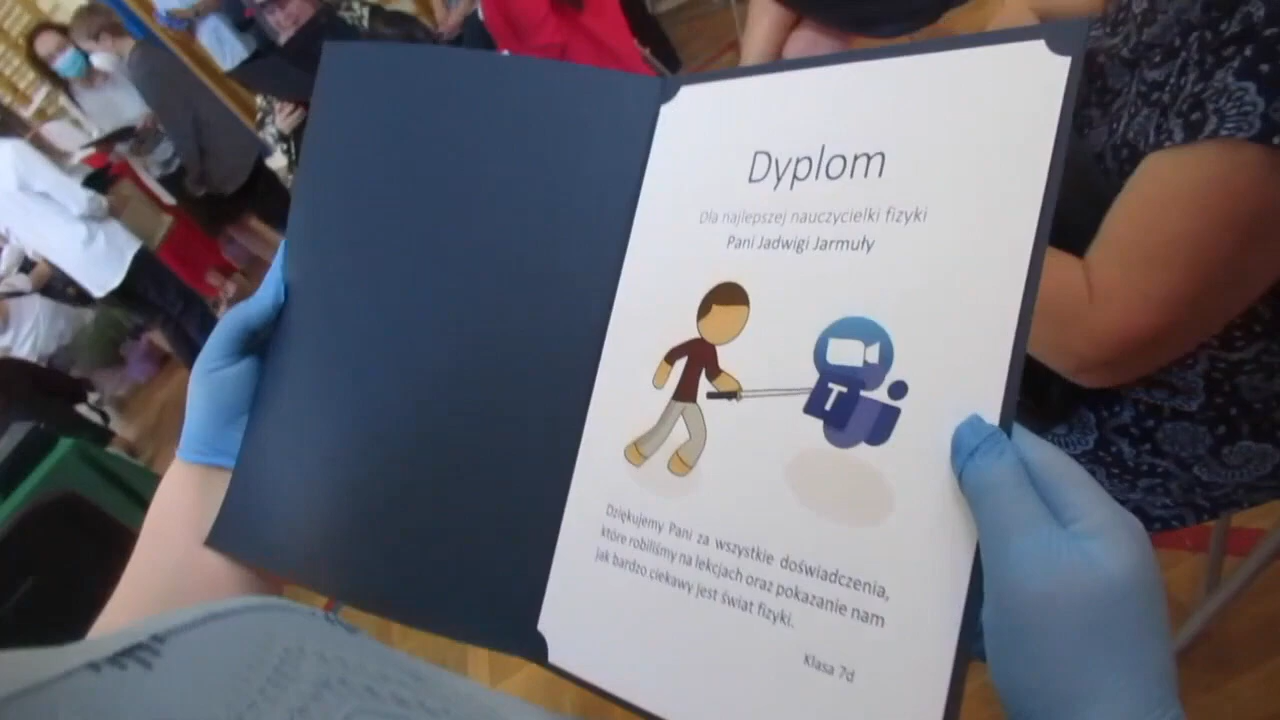 Dyplom
Dla najlepszej nauczycielki fizyki
Pani Jadwigi Jarmuły
T
Dziękujemy Pani za wszystkie doświadczenia,
które robiliśmy na lekcjach oraz pokazanie nam
jak bardzo ciekawy jest świat fizyki.
Klasa 7d